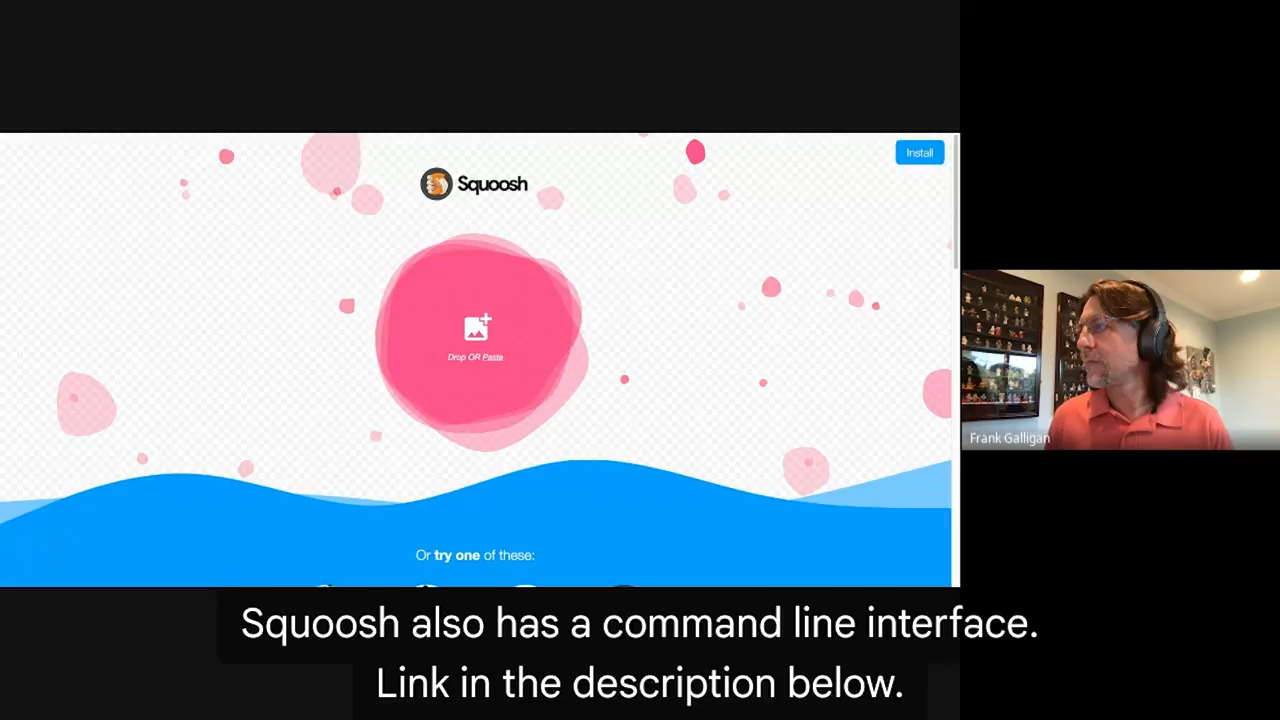 Install
Squoosh
Drop OR Paste
Frank Galligan
Or try one of these:
Squoosh also has a command line interface.
Link in the description below.